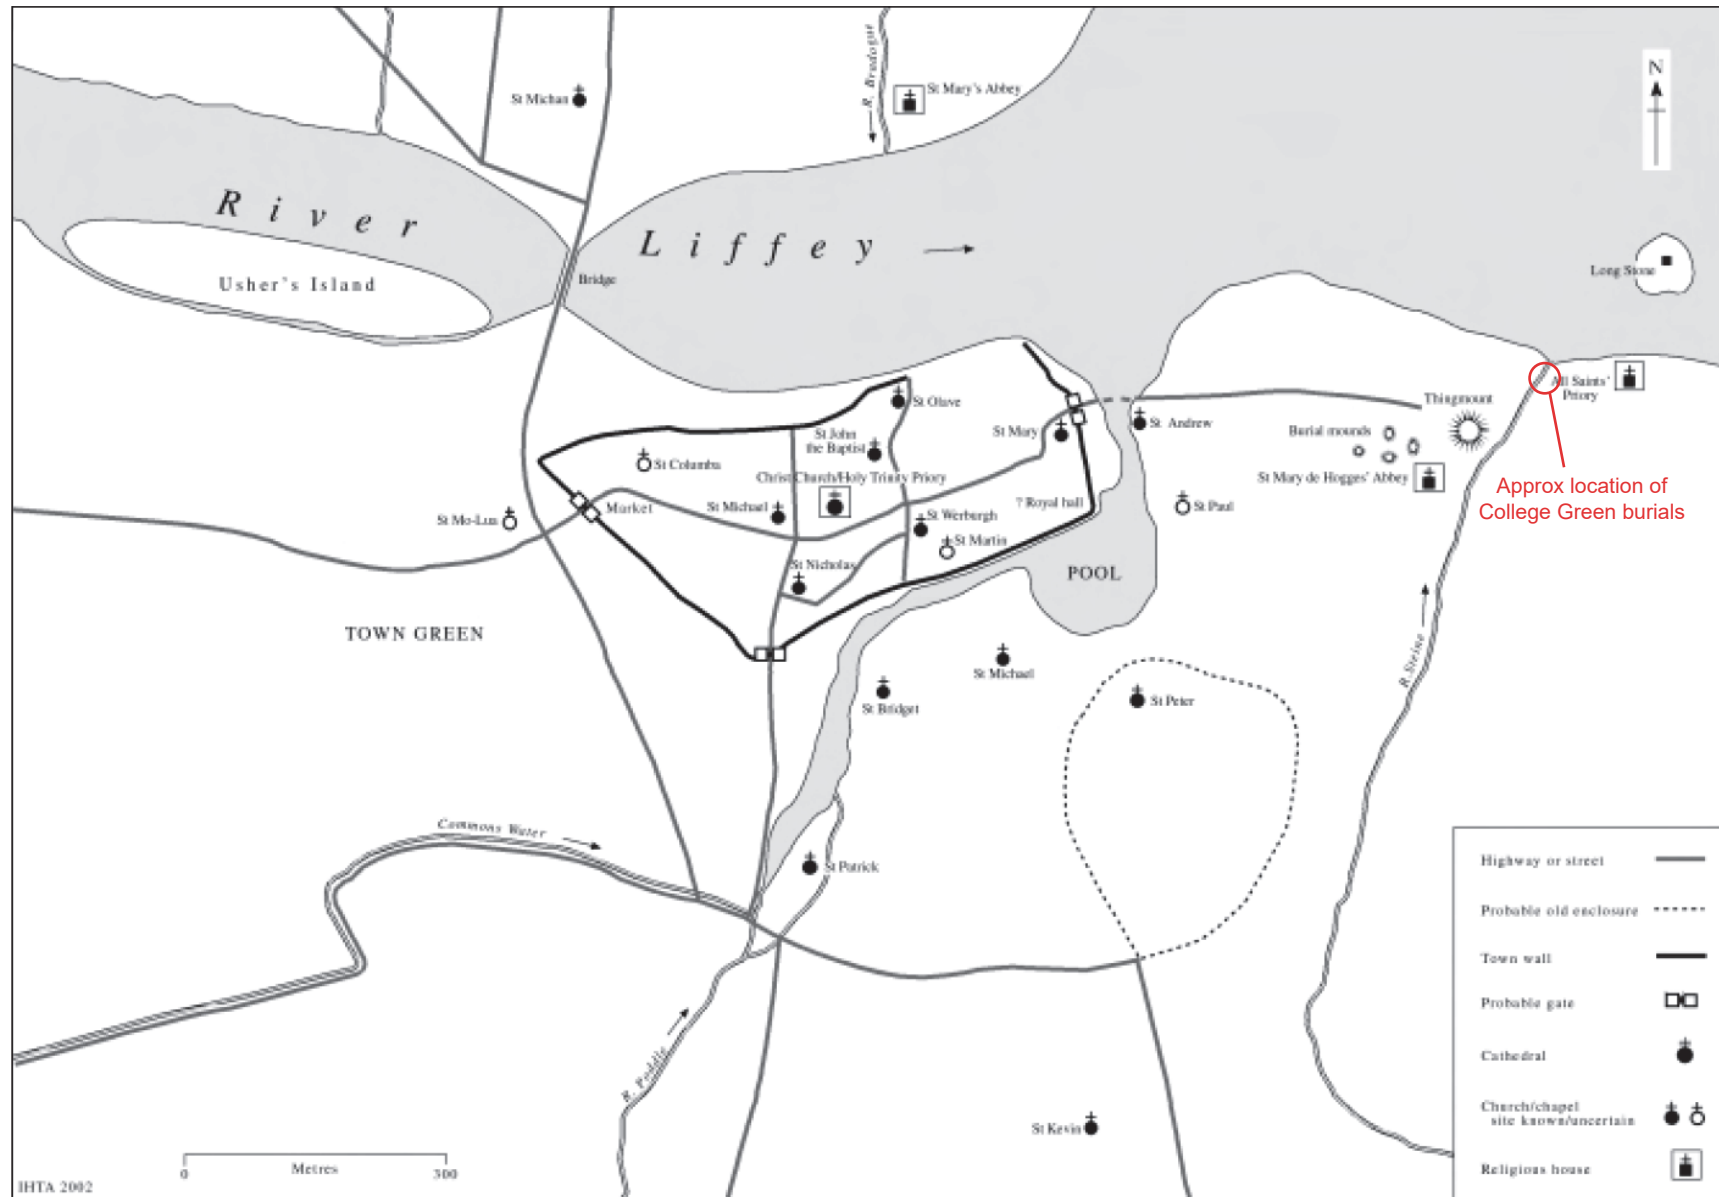 N
St Michan
R. Bradogue
St Mary's Abbey
River
Liffey
Usher's Island
Bridge
Long Stone
St Olave
All Saints'
Priory
Thingmount
St John
the Baptist
St Mary
St Andrew
Burial mounds
St Columba
Christ Church/Holy Trinity Priory
St Mary de Hogges' Abbey
Approx location of
College Green burials
St Mo-Lua
Market
St Michael
? Royal hall
St Paul
St Werburgh
St Martin
St Nicholas
POOL
TOWN GREEN
R. Steine
St Michael
St Bridget
St Peter
Commons Water
St Patrick
R. Poddle
St Kevin
Highway or street
Probable old enclosure
Town wall
Probable gate
Cathedral
Church/chapel
site known/uncertain
Religious house
0
Metres
300
IHTA 2002